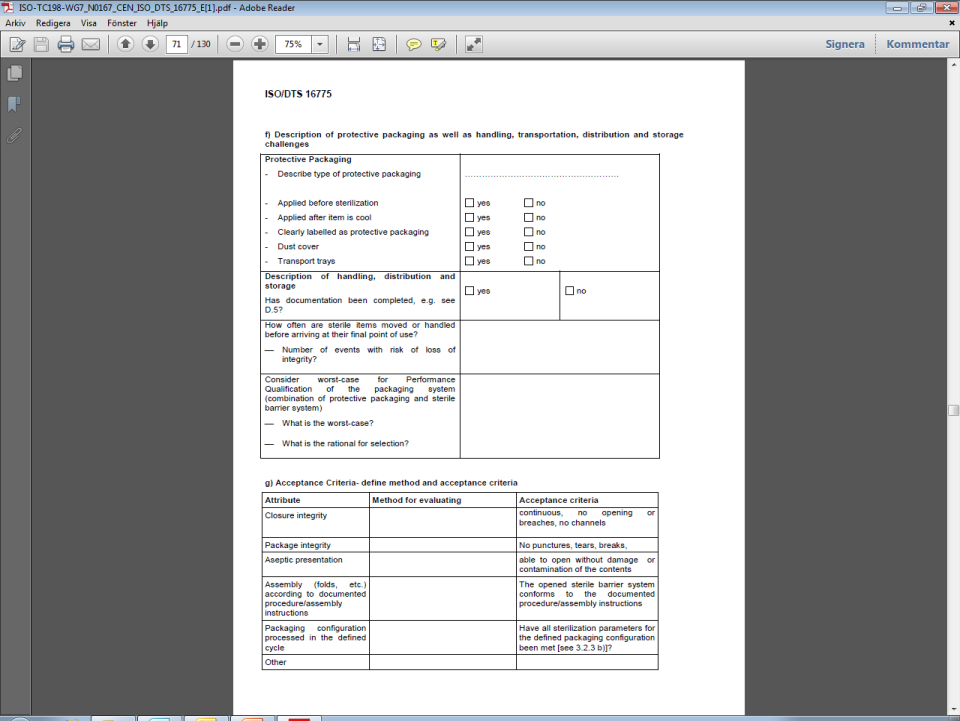 ISO-TC198-WG7_N0167_CEN_ISO_DTS_16775_E[1].pdf - Adobe Reader
Arkiv Redigera Visa Fönster Hjälp
71 / 130 75% Signera Kommentar
ISO/DTS 16775
f) Description of protective packaging as well as handling, transportation, distribution and storage
challenges
Protective Packaging
- Describe type of protective packaging ..........................................................
- Applied before sterilization yes no
- Applied after item is cool yes no
- Clearly labelled as protective packaging yes no
- Dust cover yes no
- Transport trays yes no
Description of handling, distribution and
storage
yes no
Has documentation been completed, e.g. see
D.5?
How often are sterile items moved or handled
before arriving at their final point of use?
— Number of events with risk of loss of
integrity?
Consider worst-case for Performance
Qualification of the packaging system
(combination of protective packaging and sterile
barrier system)
— What is the worst-case?
— What is the rational for selection?
g) Acceptance Criteria- define method and acceptance criteria
Attribute Method for evaluating Acceptance criteria
Closure integrity
continuous, no opening or
breaches, no channels
Package integrity No punctures, tears, breaks,
Aseptic presentation
able to open without damage or
contamination of the contents
Assembly (folds, etc.)
according to documented
procedure/assembly
instructions
The opened sterile barrier system
conforms to the documented
procedure/assembly instructions
Packaging configuration
processed in the defined
cycle
Have all sterilization parameters for
the defined packaging configuration
been met [see 3.2.3 b)]?
Other